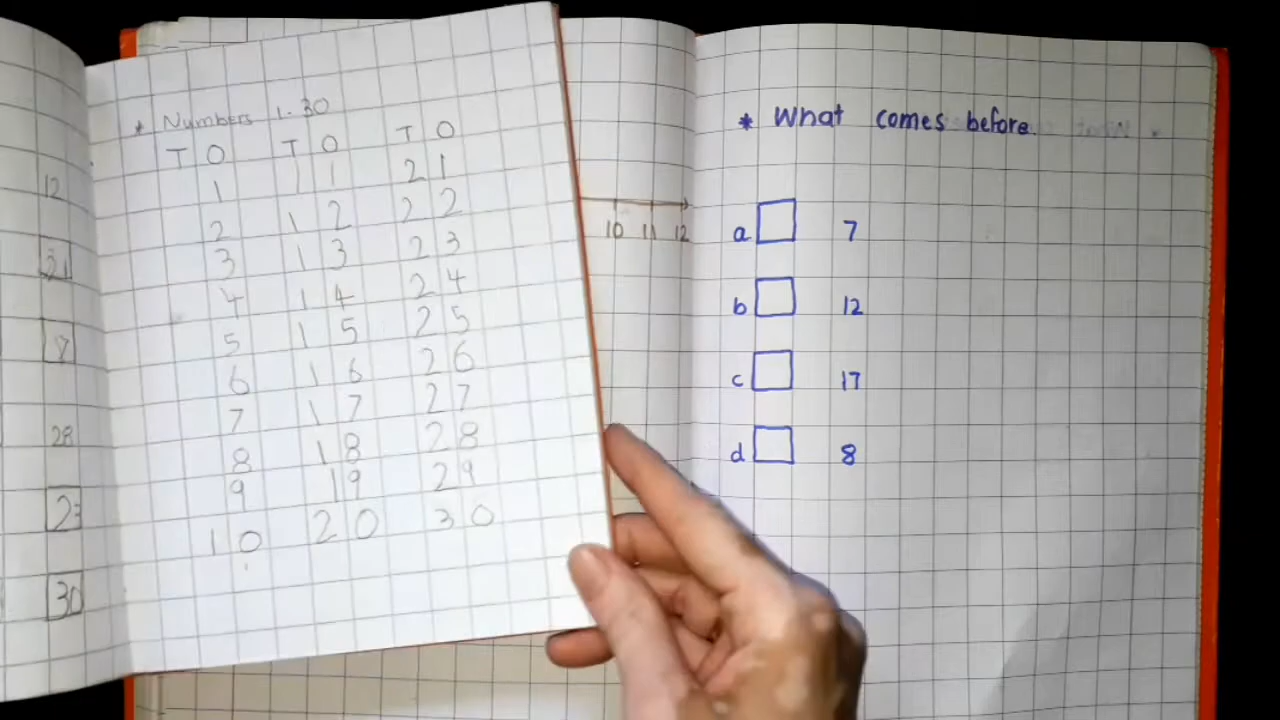 12
21
28
30
* Numbers 1-30
T O T O T O
1 1 1 2 1
2 1 2 2 2
3 1 3 2 3
4 1 4 2 4
5 1 5 2 5
6 1 6 2 6
7 1 7 2 7
8 1 8 2 8
9 1 9 2 9
1 0 2 0 3 0
10 11 12
* What comes before
a 7
b 12
c 17
d 8